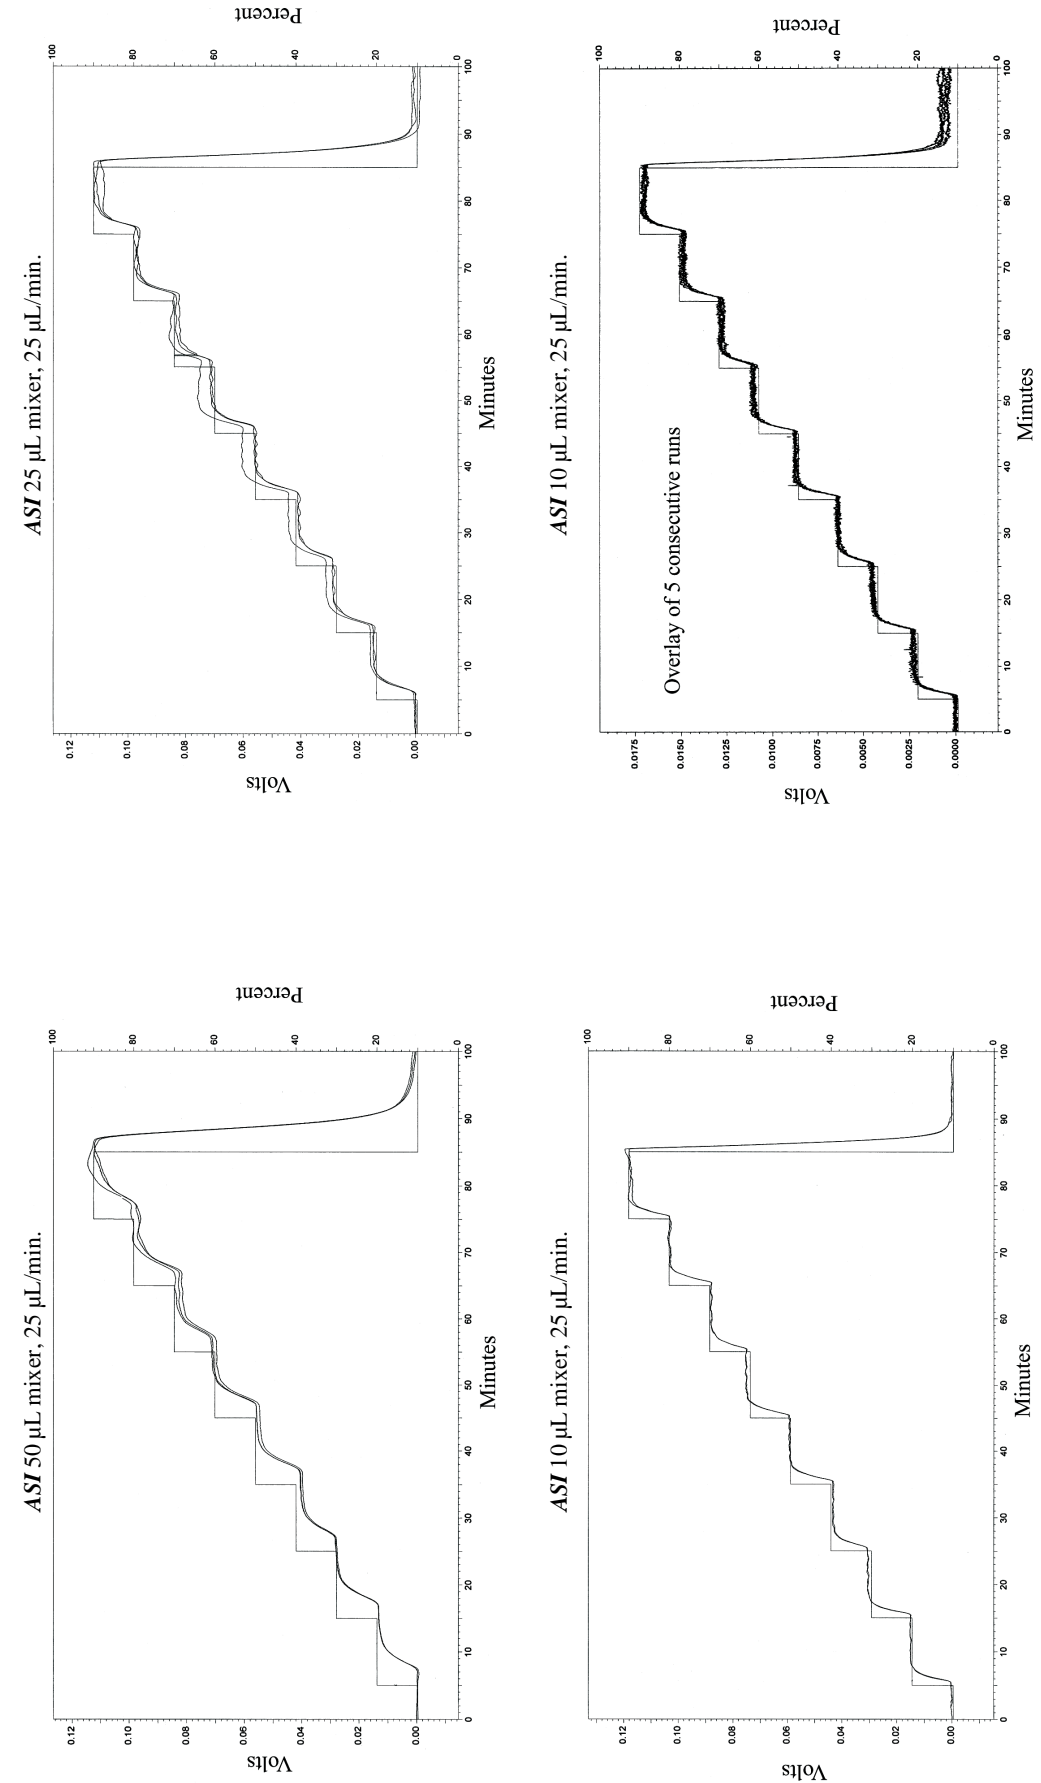 ASI 50 µL mixer, 25 µL/min.
Volts
0.12
0.10
0.08
0.06
0.04
0.02
0.00
100
80
60
40
20
0
Percent
0 10 20 30 40 50 60 70 80 90 100
Minutes
ASI 25 µL mixer, 25 µL/min.
Volts
0.12
0.10
0.08
0.06
0.04
0.02
0.00
100
80
60
40
20
0
Percent
0 10 20 30 40 50 60 70 80 90 100
Minutes
ASI 10 µL mixer, 25 µL/min.
Volts
0.12
0.10
0.08
0.06
0.04
0.02
0.00
100
80
60
40
20
0
Percent
0 10 20 30 40 50 60 70 80 90 100
Minutes
ASI 10 µL mixer, 25 µL/min.
Overlay of 5 consecutive runs
Volts
0.0175
0.0150
0.0125
0.0100
0.0075
0.0050
0.0025
0.0000
100
80
60
40
20
0
Percent
0 10 20 30 40 50 60 70 80 90 100
Minutes